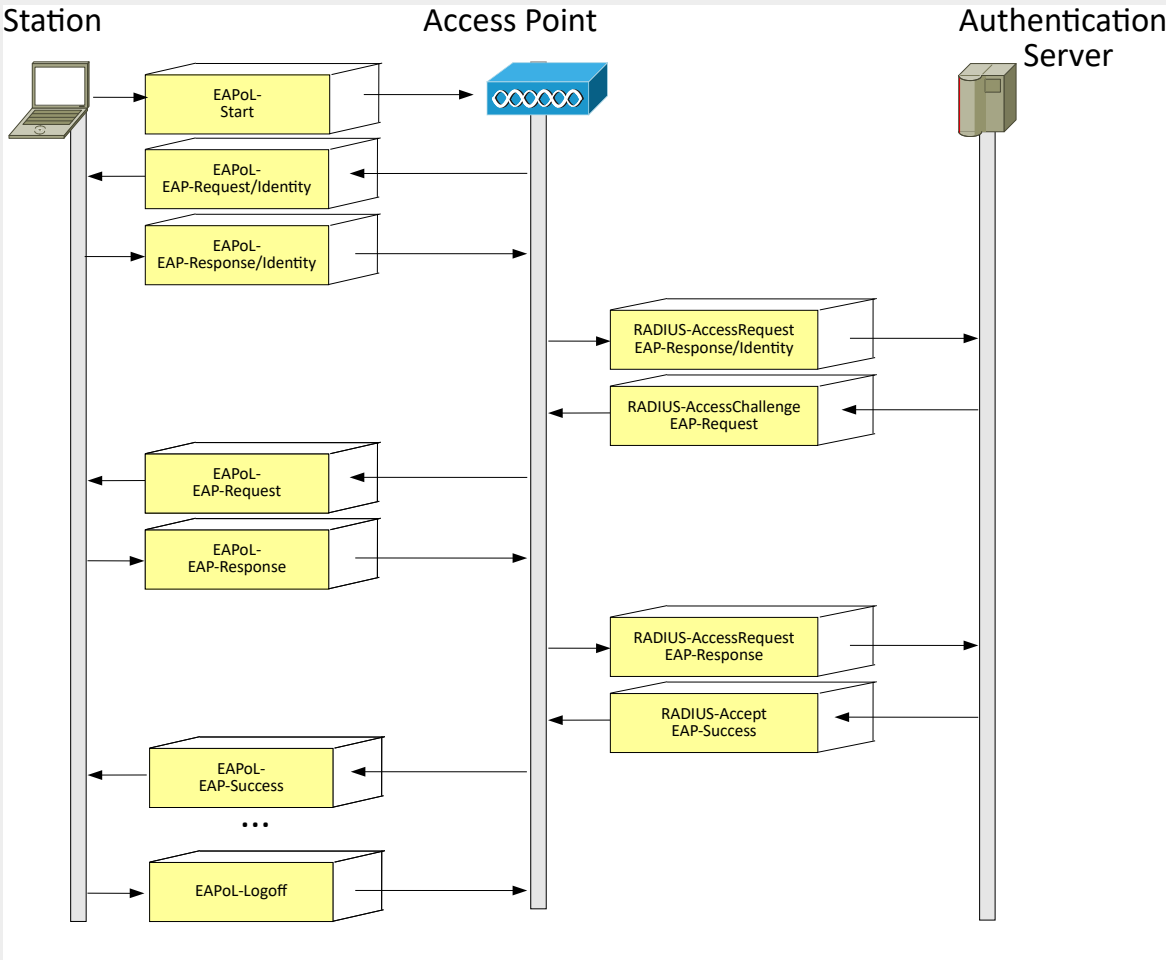 Station
Access Point
Authentication
Server
EAPoL-
Start
EAPoL-
EAP-Request/Identity
EAPoL-
EAP-Response/Identity
RADIUS-AccessRequest
EAP-Response/Identity
RADIUS-AccessChallenge
EAP-Request
EAPoL-
EAP-Request
EAPoL-
EAP-Response
RADIUS-AccessRequest
EAP-Response
RADIUS-Accept
EAP-Success
EAPoL-
EAP-Success
...
EAPoL-Logoff